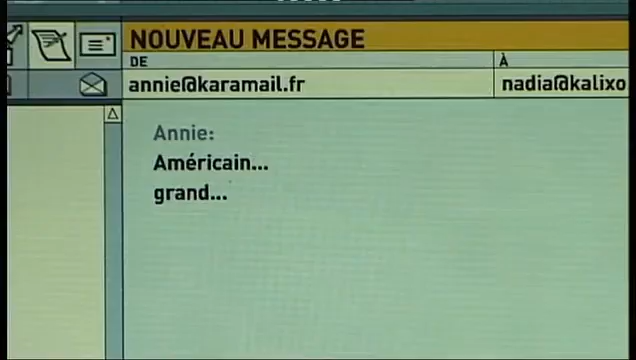 NOUVEAU MESSAGE
DE
À
annie@karamail.fr
nadia@kalixo
Annie:
Américain...
grand...